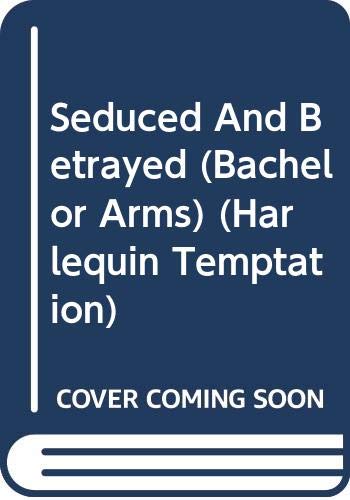 Seduced And B
etrayed (Bachel
or Arms) (Har
lequin Temptat
ion)
COVER COMING SOON